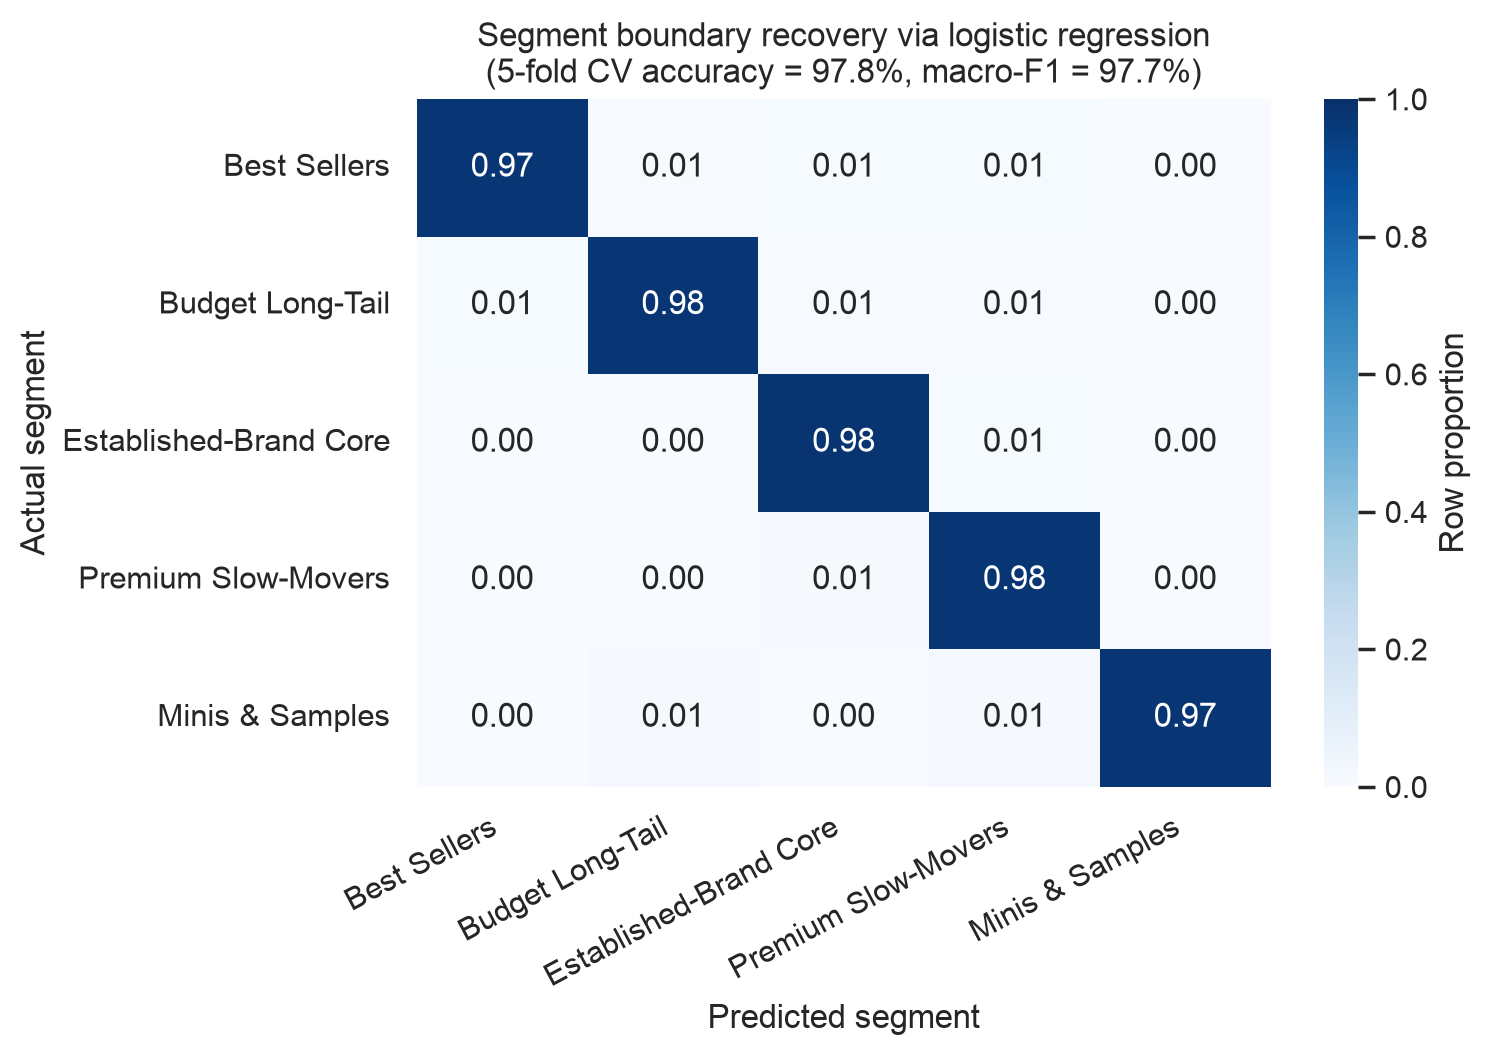 Segment boundary recovery via logistic regression
(5-fold CV accuracy = 97.8%, macro-F1 = 97.7%)
Actual segment
Best Sellers 0.97 0.01 0.01 0.01 0.00
Budget Long-Tail 0.01 0.98 0.01 0.01 0.00
Established-Brand Core 0.00 0.00 0.98 0.01 0.00
Premium Slow-Movers 0.00 0.00 0.01 0.98 0.00
Minis & Samples 0.00 0.01 0.00 0.01 0.97
Best Sellers
Budget Long-Tail
Established-Brand Core
Premium Slow-Movers
Minis & Samples
Predicted segment
1.0
0.8
0.6
0.4
0.2
0.0
Row proportion